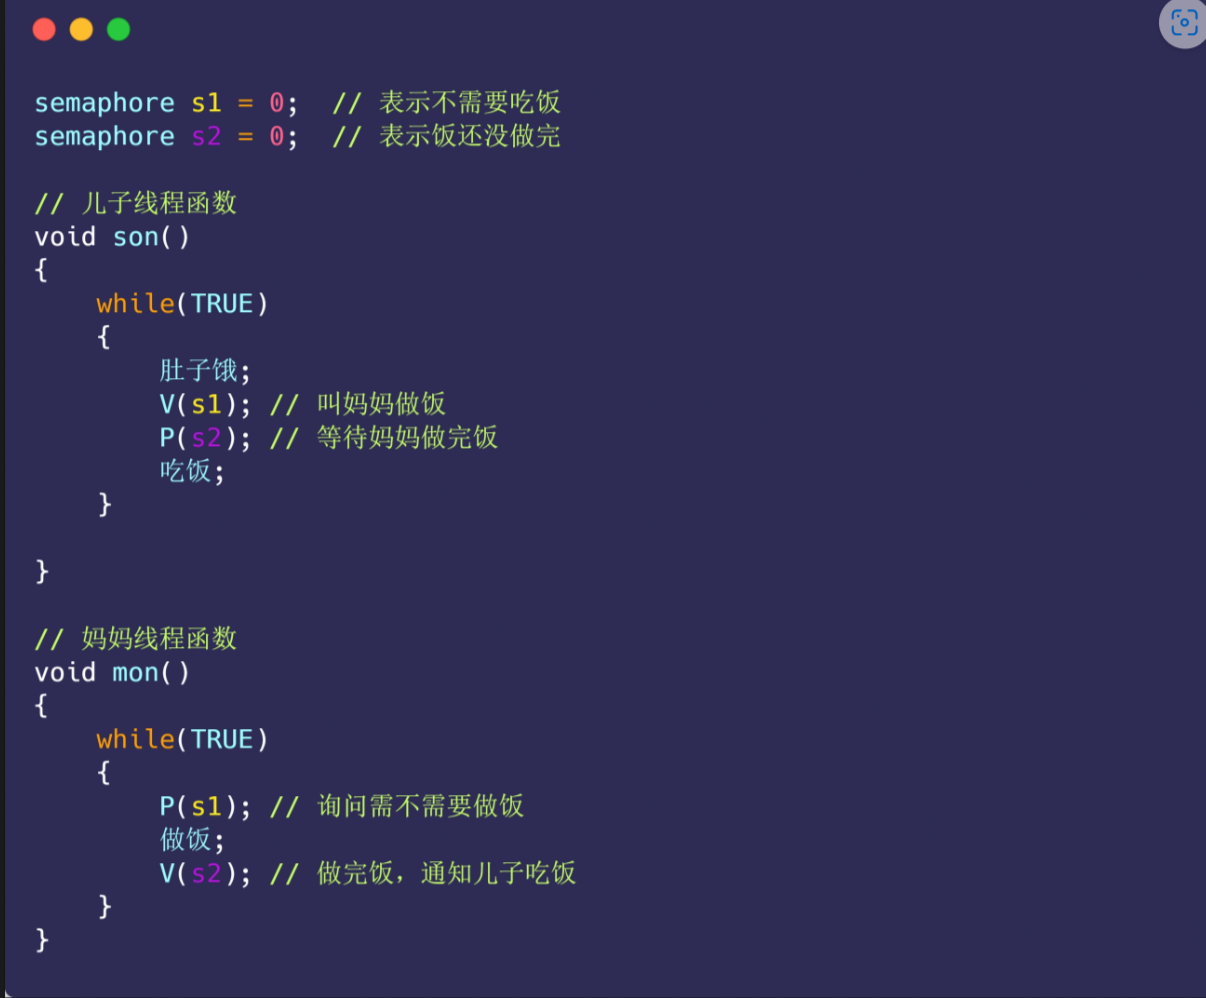 semaphore s1 = 0;  // 表示不需要吃饭
semaphore s2 = 0;  // 表示饭还没做完
// 儿子线程函数
void son()
{
    while(TRUE)
    {
        肚子饿;
        V(s1); // 叫妈妈做饭
        P(s2); // 等待妈妈做完饭
        吃饭;
    }
}
// 妈妈线程函数
void mon()
{
    while(TRUE)
    {
        P(s1); // 询问需不需要做饭
        做饭;
        V(s2); // 做完饭，通知儿子吃饭
    }
}